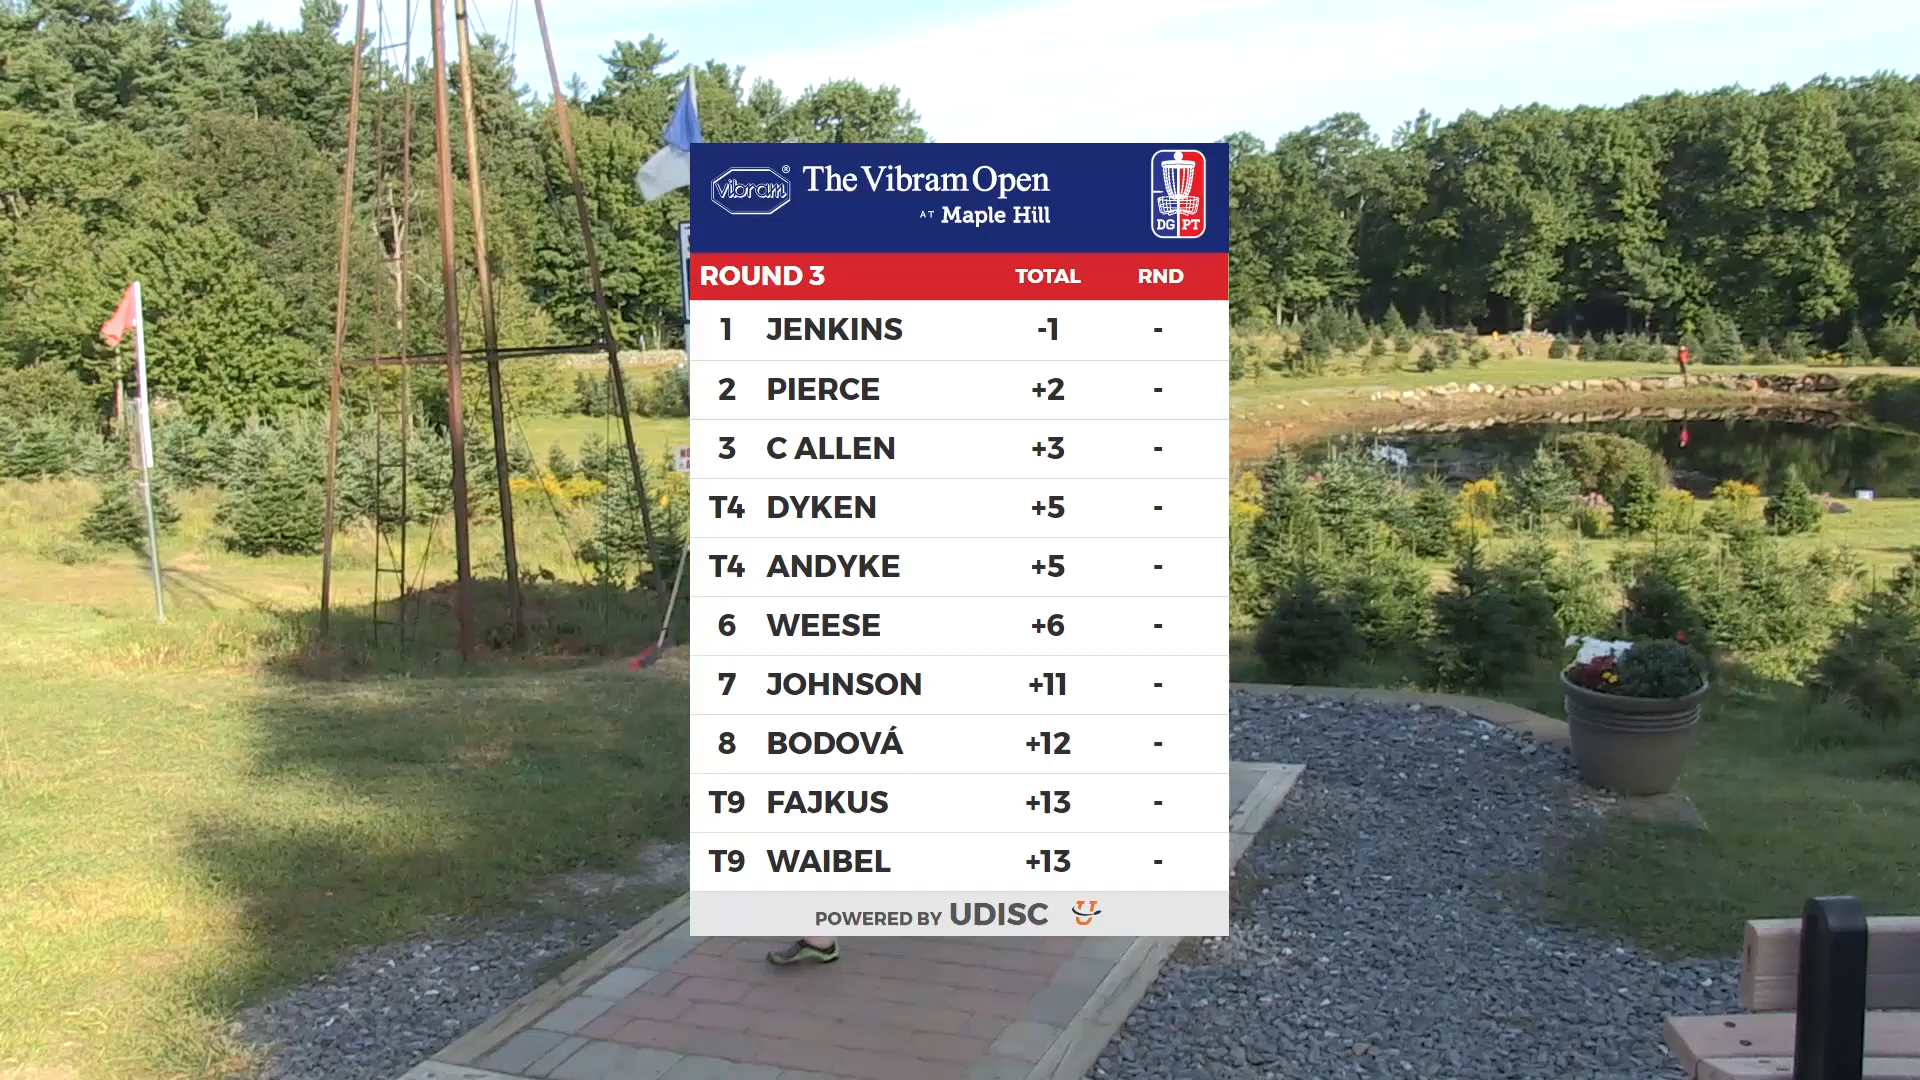 vibram®
The Vibram Open
AT Maple Hill
DG PT
ROUND 3 TOTAL RND
1 JENKINS -1 -
2 PIERCE +2 -
3 C ALLEN +3 -
T4 DYKEN +5 -
T4 ANDYKE +5 -
6 WEESE +6 -
7 JOHNSON +11 -
8 BODOVÁ +12 -
T9 FAJKUS +13 -
T9 WAIBEL +13 -
POWERED BY UDISC